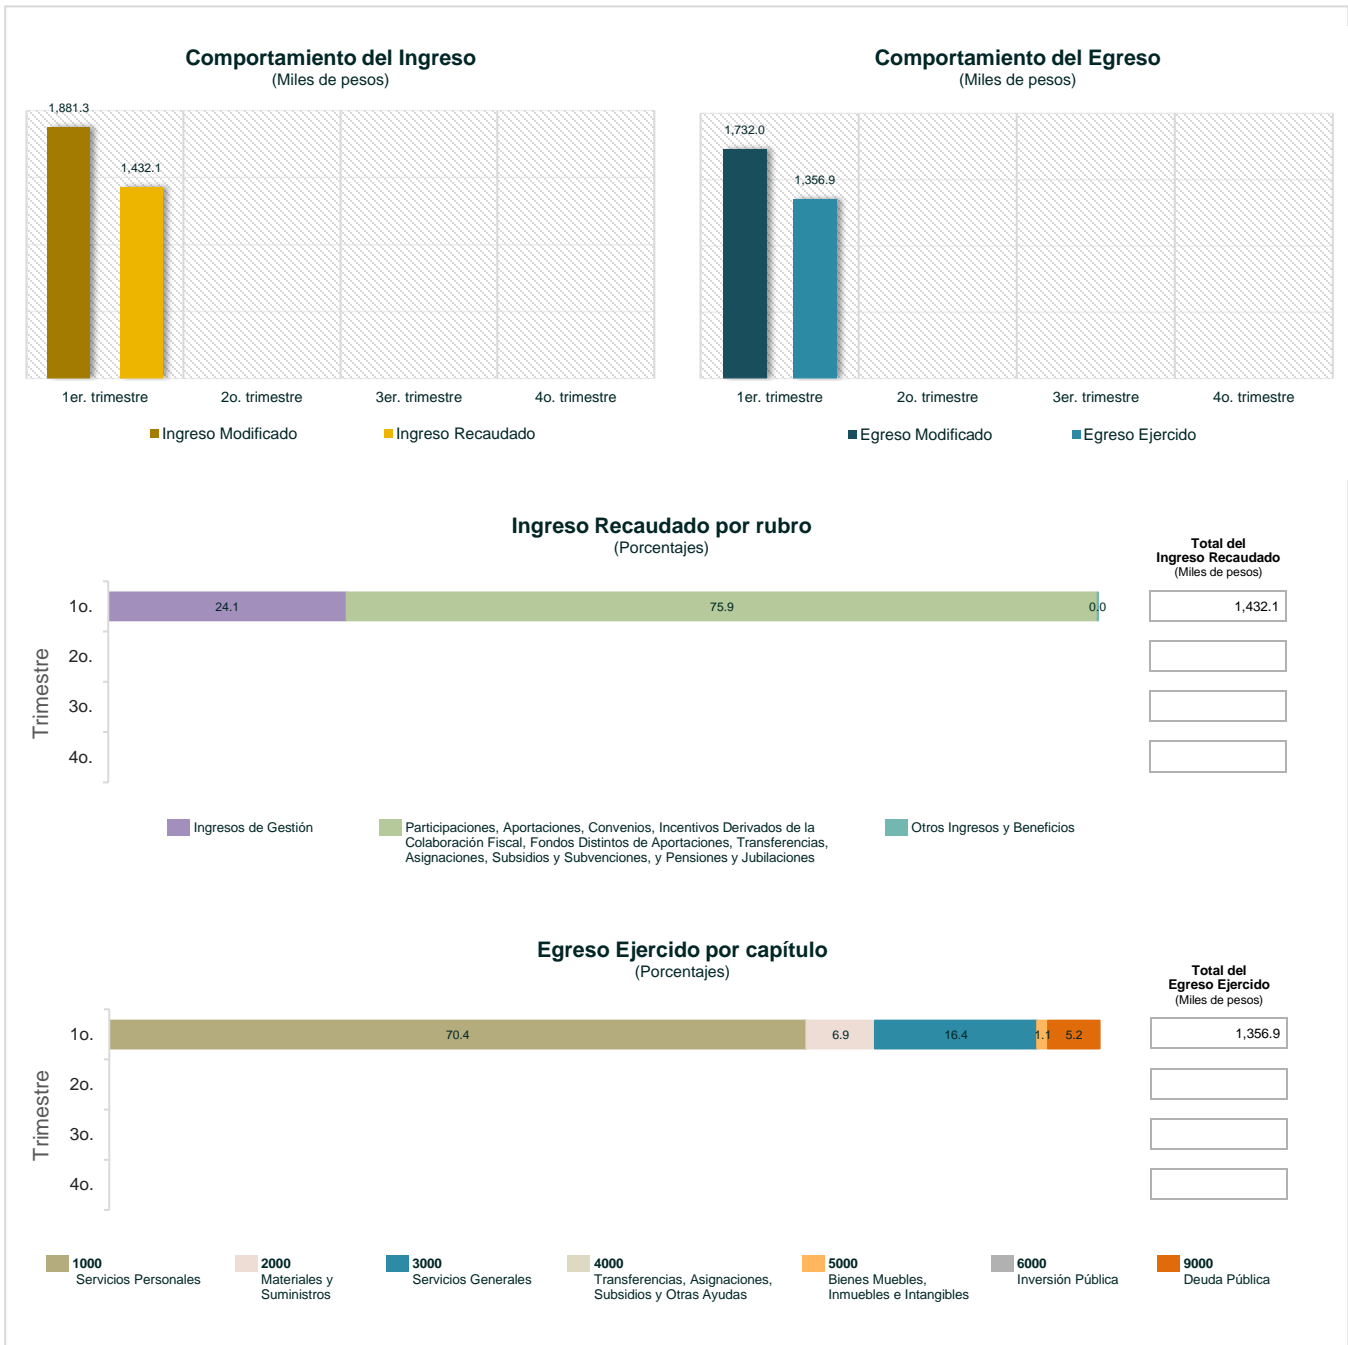 Comportamiento del Ingreso
(Miles de pesos)
1,881.3
1,432.1
1er. trimestre
2o. trimestre
3er. trimestre
4o. trimestre
Ingreso Modificado
Ingreso Recaudado
Comportamiento del Egreso
(Miles de pesos)
1,732.0
1,356.9
1er. trimestre
2o. trimestre
3er. trimestre
4o. trimestre
Egreso Modificado
Egreso Ejercido
Ingreso Recaudado por rubro
(Porcentajes)
Total del
Ingreso Recaudado
(Miles de pesos)
Trimestre
1o.
24.1
75.9
0.0
1,432.1
2o.
3o.
4o.
Ingresos de Gestión
Participaciones, Aportaciones, Convenios, Incentivos Derivados de la
Colaboración Fiscal, Fondos Distintos de Aportaciones, Transferencias,
Asignaciones, Subsidios y Subvenciones, y Pensiones y Jubilaciones
Otros Ingresos y Beneficios
Egreso Ejercido por capítulo
(Porcentajes)
Total del
Egreso Ejercido
(Miles de pesos)
Trimestre
1o.
70.4
6.9
16.4
1.1
5.2
1,356.9
2o.
3o.
4o.
1000
Servicios Personales
2000
Materiales y
Suministros
3000
Servicios Generales
4000
Transferencias, Asignaciones,
Subsidios y Otras Ayudas
5000
Bienes Muebles,
Inmuebles e Intangibles
6000
Inversión Pública
9000
Deuda Pública